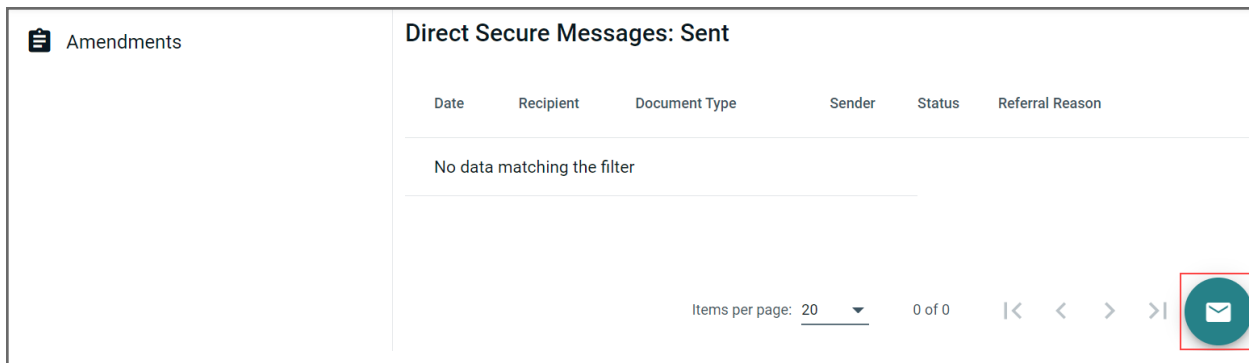 Amendments
Direct Secure Messages: Sent
Date Recipient Document Type Sender Status Referral Reason
No data matching the filter
Items per page: 20 0 of 0